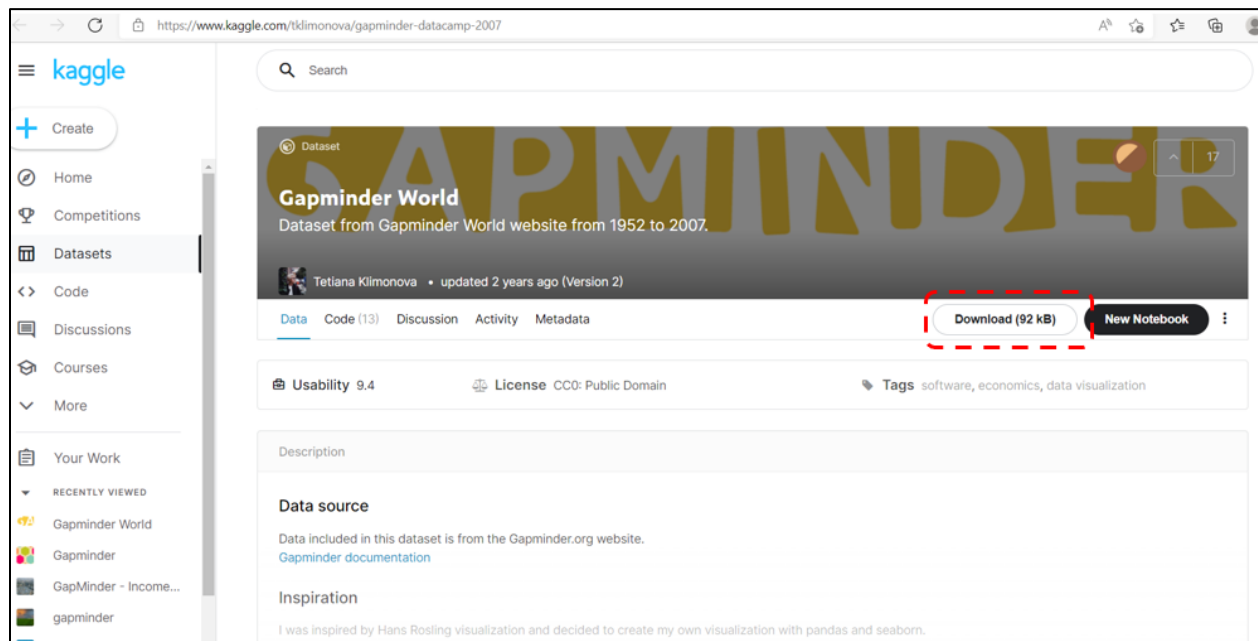 https://www.kaggle.com/tklimonova/gapminder-datacamp-2007
kaggle
Search
Create
Home
Competitions
Datasets
Code
Discussions
Courses
More
Your Work
RECENTLY VIEWED
Gapminder World
Gapminder
GapMinder - Income...
gapminder
GAPMINDER
Dataset
17
Gapminder World
Dataset from Gapminder World website from 1952 to 2007.
Tetiana Klimonova • updated 2 years ago (Version 2)
Data Code (13) Discussion Activity Metadata
Download (92 kB) New Notebook
Usability 9.4 License CC0: Public Domain Tags software, economics, data visualization
Description
Data source
Data included in this dataset is from the Gapminder.org website.
Gapminder documentation
Inspiration
I was inspired by Hans Rosling visualization and decided to create my own visualization with pandas and seaborn.